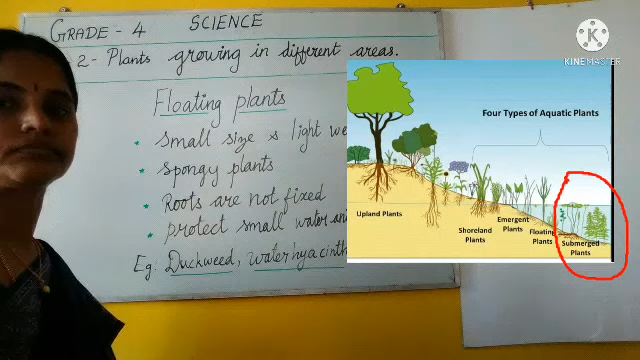 GRADE - 4 SCIENCE
2 - Plants growing in different areas.
Floating plants
* Small size & light we
* Spongy plants
* Roots are not fixed
* protect small water ani
Eg: Duckweed, water hyacinth
KINEMASTER
Four Types of Aquatic Plants
Upland Plants
Shoreland
Plants
Emergent
Plants
Floating
Plants
Submerged
Plants